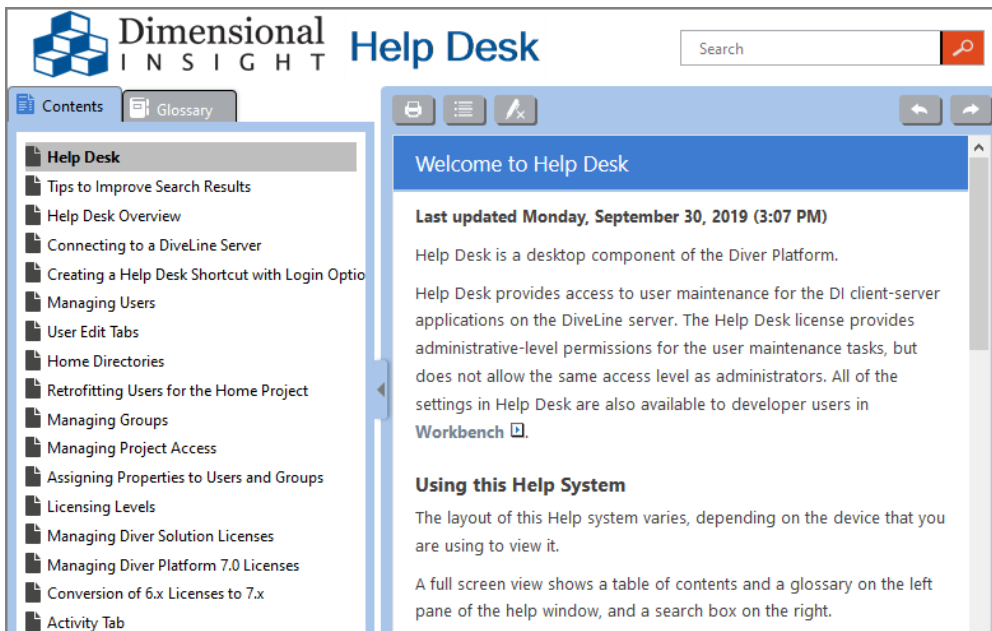 Dimensional
INSIGHT
Help Desk
Search
Contents
Glossary
Help Desk
Tips to Improve Search Results
Help Desk Overview
Connecting to a DiveLine Server
Creating a Help Desk Shortcut with Login Optio
Managing Users
User Edit Tabs
Home Directories
Retrofitting Users for the Home Project
Managing Groups
Managing Project Access
Assigning Properties to Users and Groups
Licensing Levels
Managing Diver Solution Licenses
Managing Diver Platform 7.0 Licenses
Conversion of 6.x Licenses to 7.x
Activity Tab
Welcome to Help Desk
Last updated Monday, September 30, 2019 (3:07 PM)
Help Desk is a desktop component of the Diver Platform.
Help Desk provides access to user maintenance for the DI client-server
applications on the DiveLine server. The Help Desk license provides
administrative-level permissions for the user maintenance tasks, but
does not allow the same access level as administrators. All of the
settings in Help Desk are also available to developer users in
Workbench.
Using this Help System
The layout of this Help system varies, depending on the device that you
are using to view it.
A full screen view shows a table of contents and a glossary on the left
pane of the help window, and a search box on the right.